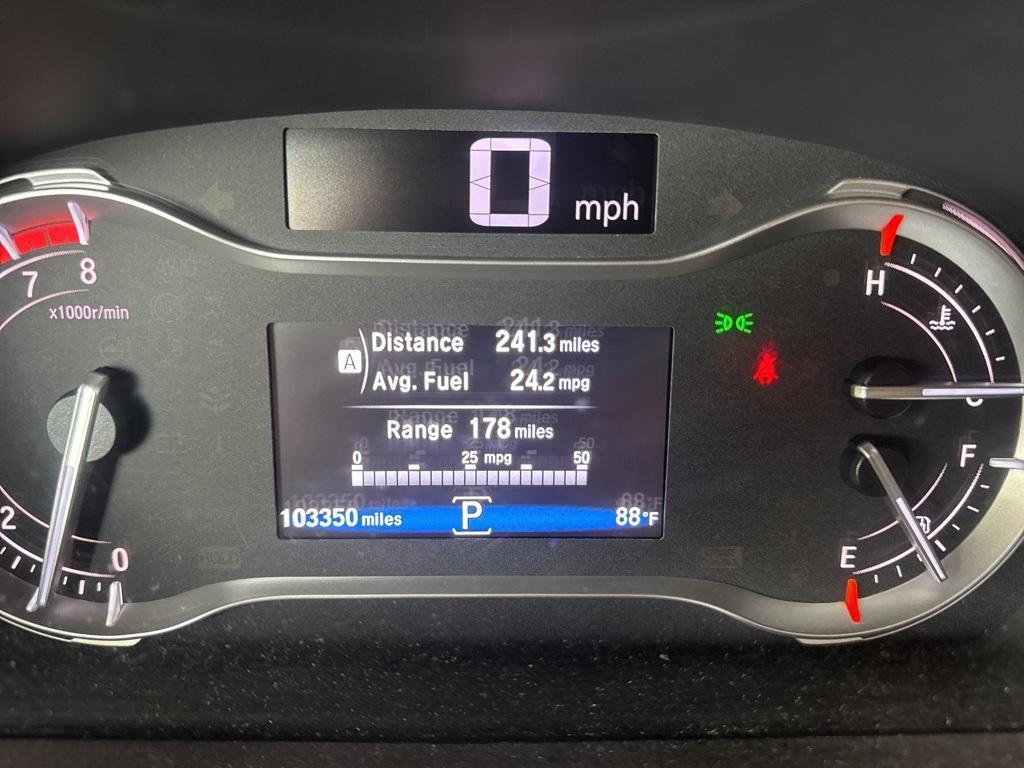 0 mph
7
8
x1000r/min
2
0
A
Distance 241.3 miles
Avg. Fuel 24.2 mpg
Range 178 miles
0 25 mpg 50
103350 miles P 88°F
H
C
F
E